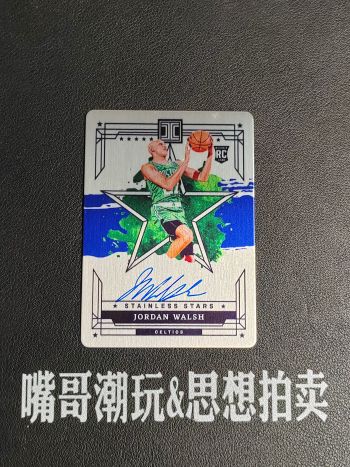 RC
STAINLESS STARS
JORDAN WALSH
CELTICS
嘴哥潮玩&思想拍卖